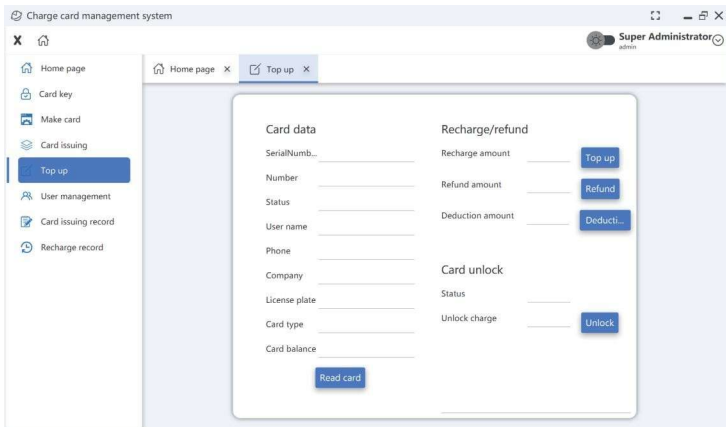 Charge card management system
X
Super Administrator
admin
Home page
Card key
Make card
Card issuing
Top up
User management
Card issuing record
Recharge record
Home page X
Top up X
Card data
SerialNumb...
Number
Status
User name
Phone
Company
License plate
Card type
Card balance
Read card
Recharge/refund
Recharge amount
Top up
Refund amount
Refund
Deduction amount
Deducti...
Card unlock
Status
Unlock charge
Unlock